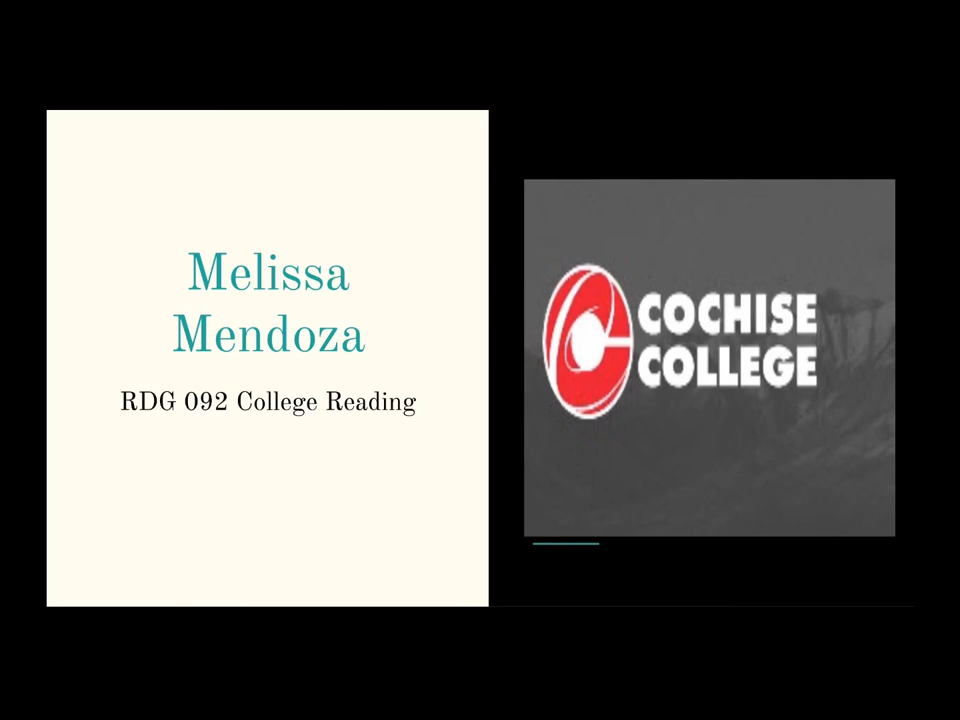 Melissa
Mendoza
RDG 092 College Reading
COCHISE
COLLEGE